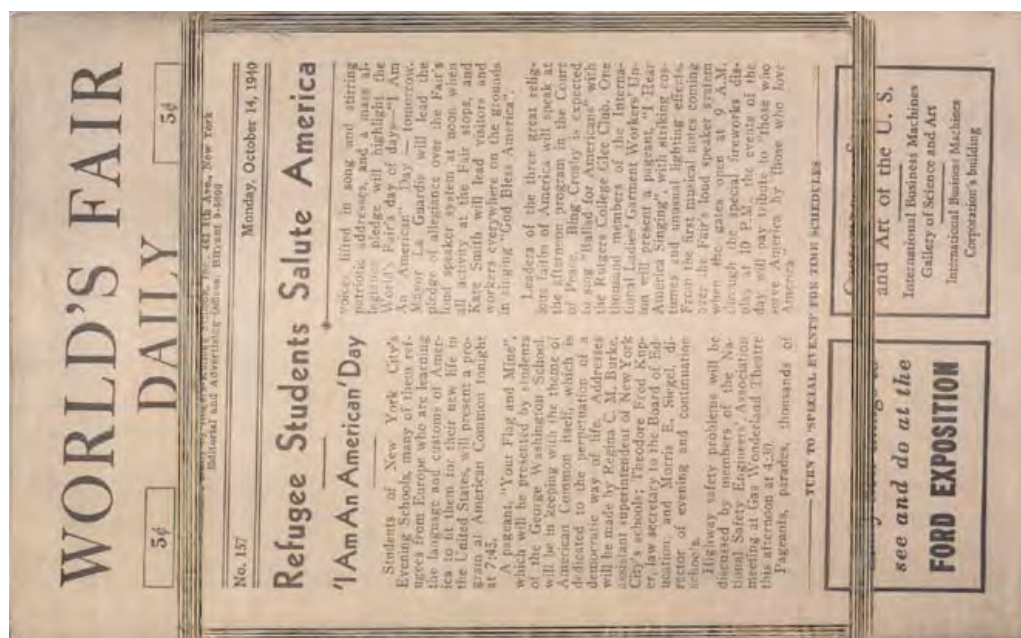 WORLD'S FAIR
DAILY
5¢
5¢
Editorial and Advertising Offices, BRyant 9-8000
No. 157
Monday, October 14, 1940
Refugee Students Salute America
'I Am An American' Day
Students of New York City's
Evening Schools, many of them ref-
ugees from Europe who are learning
the language and customs of Amer-
ica to fit them for their new life in
the United States, will present a pro-
gram at American Common tonight
at 7:45.
A pageant, "Your Flag and Mine",
which will be presented by students
of the George Washington School,
will be in keeping with the theme of
American Common itself, which is
dedicated to the perpetuation of a
democratic way of life. Addresses
will be made by Regina C. M. Burke,
assistant superintendent of New York
City's schools; Theodore Fred Kup-
er, law secretary to the Board of Ed-
ucation, and Morris E. Siegel, di-
rector of evening and continuation
schools.
Highway safety problems will be
discussed by members of the Na-
tional Safety Engineers' Association
meeting at Gas Wonderland Theatre
this afternoon at 4:30.
Pageants, parades, thousands of
voices lifted in song and stirring
patriotic addresses, and a mass al-
legiance pledge will highlight the
World's Fair's day of days—"I Am
An American" Day tomorrow.
Mayor La Guardia will lead the
pledge of allegiance over the Fair's
loud speaker system at noon when
all activity at the Fair stops, and
Kate Smith will lead visitors and
workers everywhere on the grounds
in singing "God Bless America".
Leaders of the three great relig-
ious faiths of America will speak at
the afternoon program in the Court
of Peace. Bing Crosby is expected
to sing "Ballad for Americans" with
the Rutgers College Glee Club. One
thousand members of the Interna-
tional Ladies' Garment Workers' Un-
ion will present a pageant, "I Hear
America Singing", with striking cos-
tumes and unusual lighting effects.
From the first musical notes coming
over the Fair's loud speaker system
when the gates open at 9 A.M.
through the special fireworks dis-
play at 10 P.M., the events of the
day will pay tribute to "those who
serve America by those who love
America
TURN TO 'SPECIAL EVENTS' FOR TIME SCHEDULES
see and do at the
FORD EXPOSITION
and Art of the U. S.
International Business Machines
Gallery of Science and Art
International Business Machines
Corporation's building